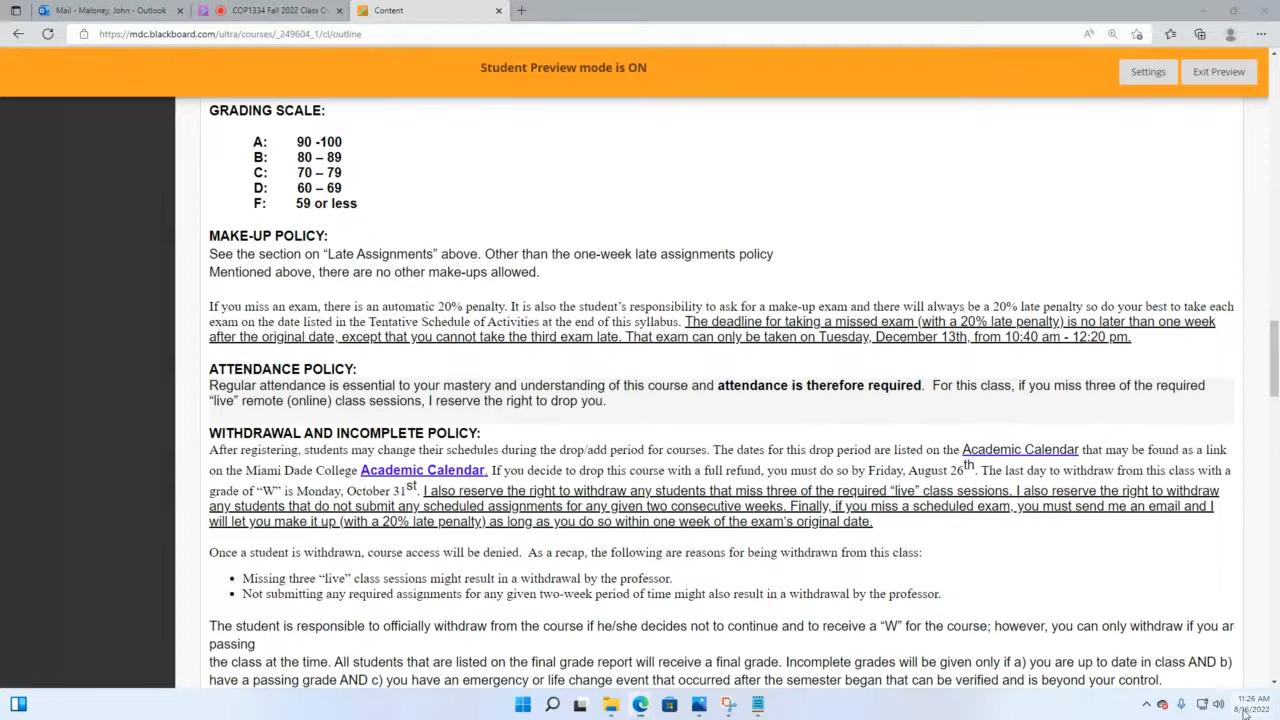 Mail - Maloney, John - Outlook
COP1334 Fall 2022 Class Ov
Content
https://mdc.blackboard.com/ultra/courses/_249604_1/cl/outline
Student Preview mode is ON
Settings
Exit Preview
GRADING SCALE:
A: 90 -100
B: 80 – 89
C: 70 – 79
D: 60 – 69
F: 59 or less
MAKE-UP POLICY:
See the section on “Late Assignments” above. Other than the one-week late assignments policy
Mentioned above, there are no other make-ups allowed.
If you miss an exam, there is an automatic 20% penalty. It is also the student’s responsibility to ask for a make-up exam and there will always be a 20% late penalty so do your best to take each
exam on the date listed in the Tentative Schedule of Activities at the end of this syllabus. The deadline for taking a missed exam (with a 20% late penalty) is no later than one week
after the original date, except that you cannot take the third exam late. That exam can only be taken on Tuesday, December 13th, from 10:40 am - 12:20 pm.
ATTENDANCE POLICY:
Regular attendance is essential to your mastery and understanding of this course and attendance is therefore required. For this class, if you miss three of the required
“live” remote (online) class sessions, I reserve the right to drop you.
WITHDRAWAL AND INCOMPLETE POLICY:
After registering, students may change their schedules during the drop/add period for courses. The dates for this drop period are listed on the Academic Calendar that may be found as a link
on the Miami Dade College Academic Calendar. If you decide to drop this course with a full refund, you must do so by Friday, August 26th. The last day to withdraw from this class with a
grade of “W” is Monday, October 31st. I also reserve the right to withdraw any students that miss three of the required “live” class sessions. I also reserve the right to withdraw
any students that do not submit any scheduled assignments for any given two consecutive weeks. Finally, if you miss a scheduled exam, you must send me an email and I
will let you make it up (with a 20% late penalty) as long as you do so within one week of the exam’s original date.
Once a student is withdrawn, course access will be denied. As a recap, the following are reasons for being withdrawn from this class:
• Missing three “live” class sessions might result in a withdrawal by the professor.
• Not submitting any required assignments for any given two-week period of time might also result in a withdrawal by the professor.
The student is responsible to officially withdraw from the course if he/she decides not to continue and to receive a “W” for the course; however, you can only withdraw if you ar
passing
the class at the time. All students that are listed on the final grade report will receive a final grade. Incomplete grades will be given only if a) you are up to date in class AND b)
have a passing grade AND c) you have an emergency or life change event that occurred after the semester began that can be verified and is beyond your control.
11:26 AM
8/16/2022